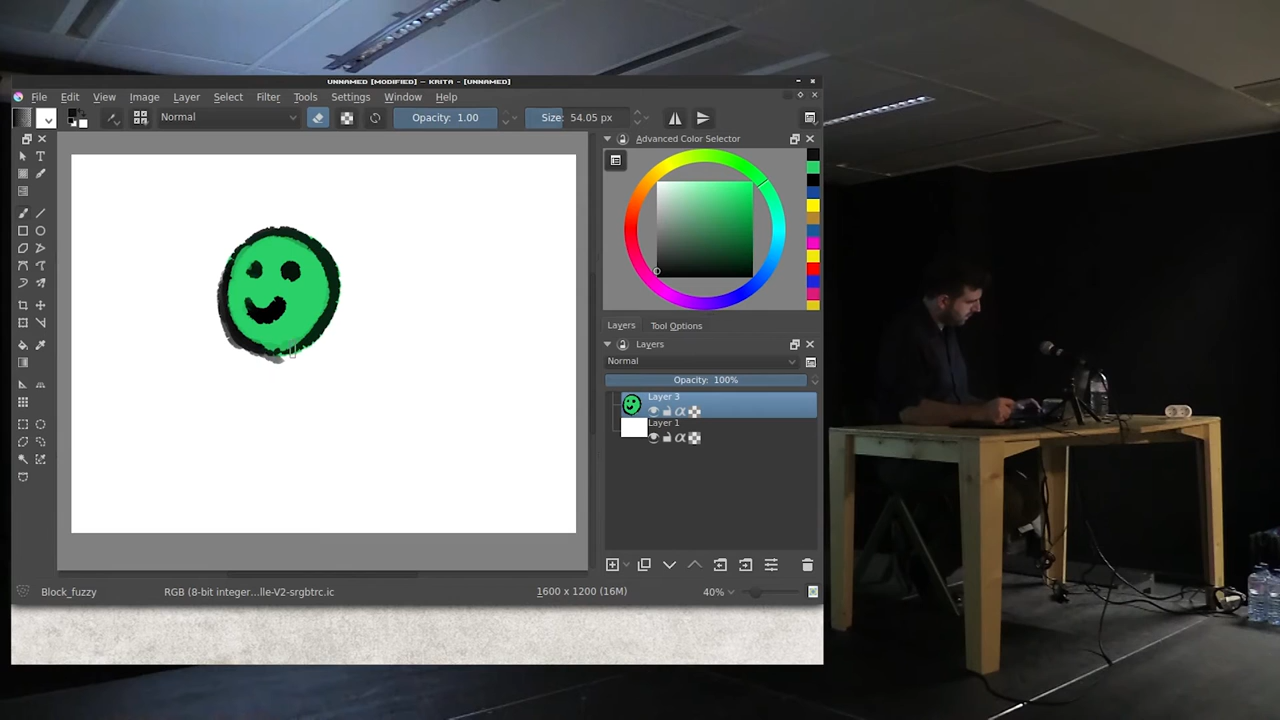 UNNAMED [MODIFIED] – KRITA - [UNNAMED]
File Edit View Image Layer Select Filter Tools Settings Window Help
Normal Opacity: 1.00 Size: 54.05 px
Advanced Color Selector
Layers Tool Options
Layers
Normal
Opacity: 100%
Layer 3
Layer 1
Block_fuzzy RGB (8-bit integer...lle-V2-srgbtrc.ic 1600 x 1200 (16M) 40%